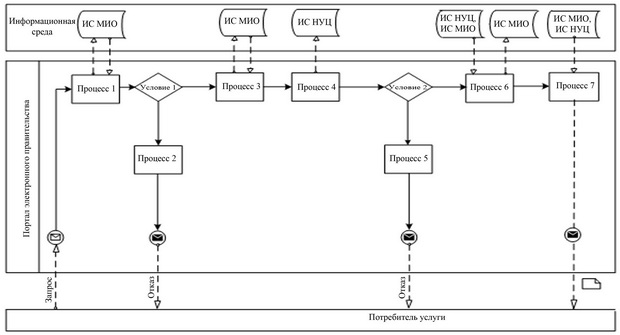 Информационная
среда
ИС МИО
ИС МИО
ИС НУЦ
ИС НУЦ,
ИС МИО
ИС МИО
ИС МИО,
ИС НУЦ
Портал электронного правительства
Процесс 1
Условие 1
Процесс 3
Процесс 4
Условие 2
Процесс 6
Процесс 7
Процесс 2
Процесс 5
Запрос
Отказ
Отказ
Потребитель услуги